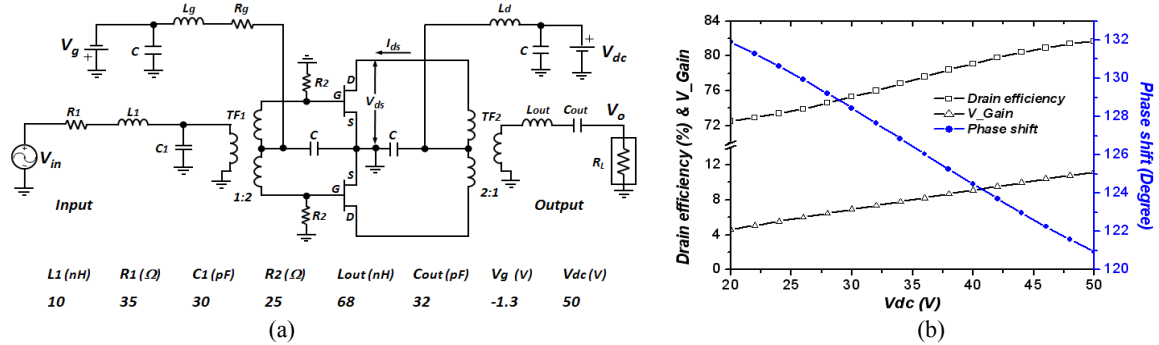 Lg Rg Ld
Vg C Ids C Vdc
+ +
R2 D
G TF1 TF2 Vds
S
R1 L1 Lout Cout Vo
Vin C1 C C RL
S
G
D
1:2 R2 2:1
Input Output
L1 (nH) R1 (Ω) C1 (pF) R2 (Ω) Lout (nH) Cout (pF) Vg (V) Vdc (V)
10 35 30 25 68 32 -1.3 50
(a)
Drain efficiency (%) & V_Gain
84
80
76
72
12
8
4
0
Drain efficiency
V_Gain
Phase shift
132
130
128
126
124
122
121
120
Phase shift (Degree)
20 25 30 35 40 45 50
Vdc (V)
(b)